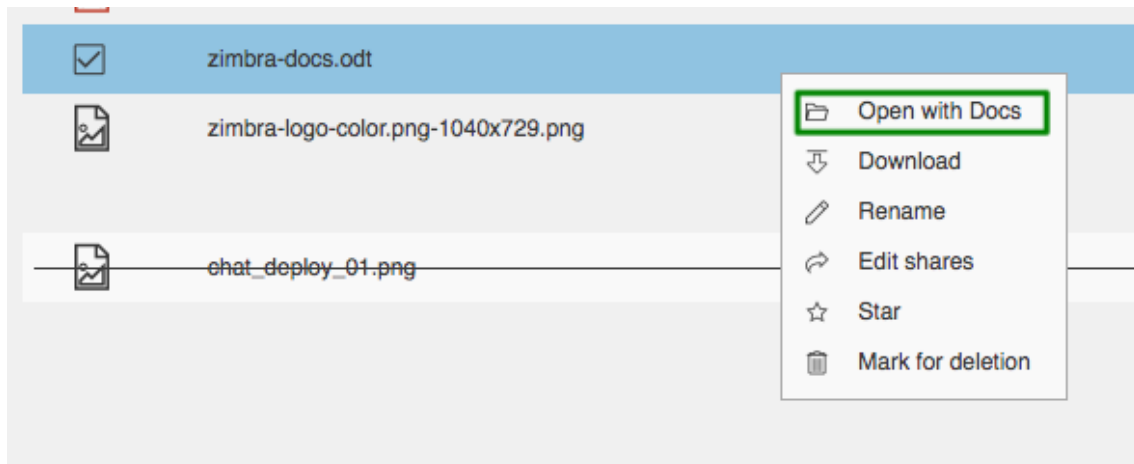 zimbra-docs.odt
zimbra-logo-color.png-1040x729.png
chat_deploy_01.png
Open with Docs
Download
Rename
Edit shares
Star
Mark for deletion